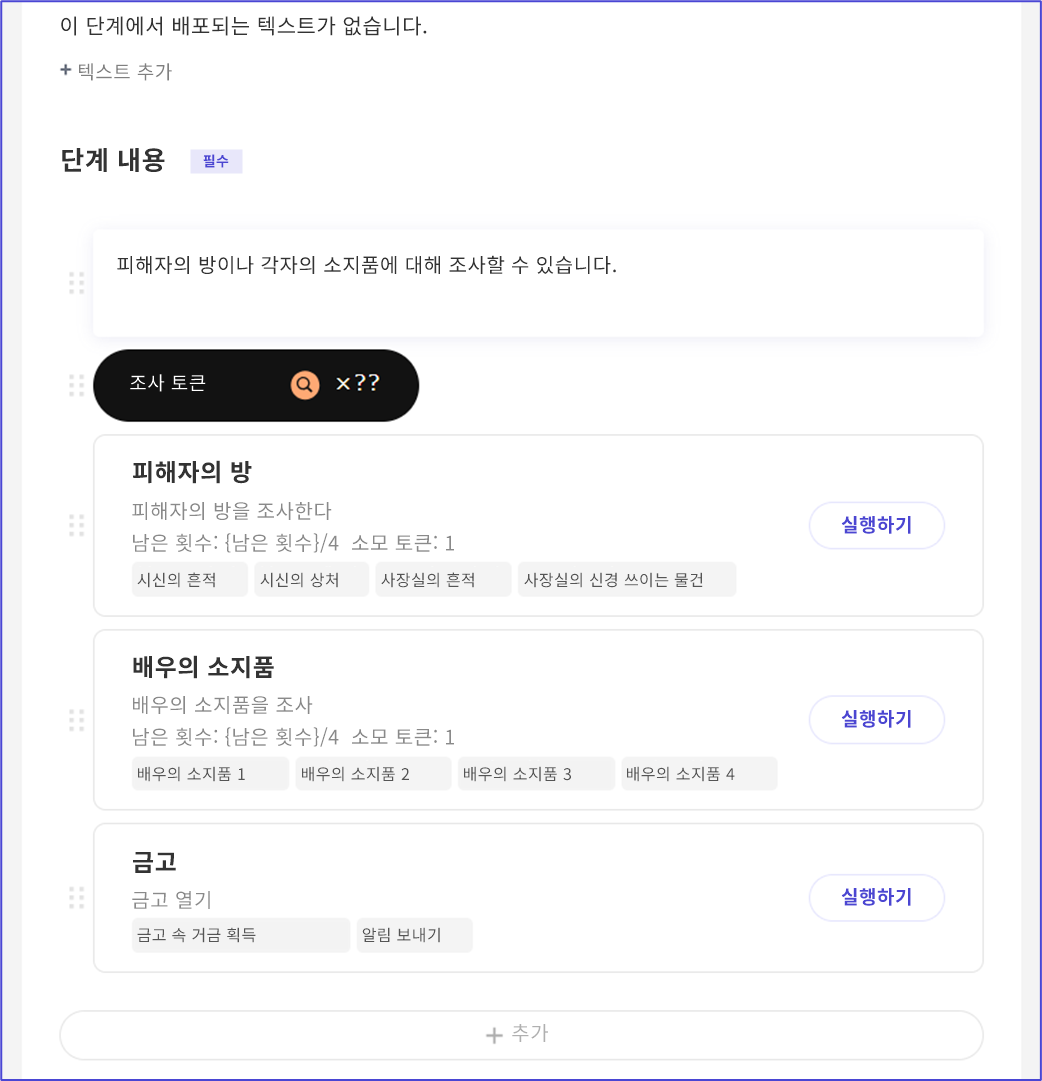 이 단계에서 배포되는 텍스트가 없습니다.
+ 텍스트 추가
단계 내용 필수
피해자의 방이나 각자의 소지품에 대해 조사할 수 있습니다.
조사 토큰 ×??
피해자의 방
피해자의 방을 조사한다
실행하기
남은 횟수: {남은 횟수}/4 소모 토큰: 1
시신의 흔적 시신의 상처 사장실의 흔적 사장실의 신경 쓰이는 물건
배우의 소지품
배우의 소지품을 조사
실행하기
남은 횟수: {남은 횟수}/4 소모 토큰: 1
배우의 소지품 1 배우의 소지품 2 배우의 소지품 3 배우의 소지품 4
금고
금고 열기
실행하기
금고 속 거금 획득 알림 보내기
+ 추가